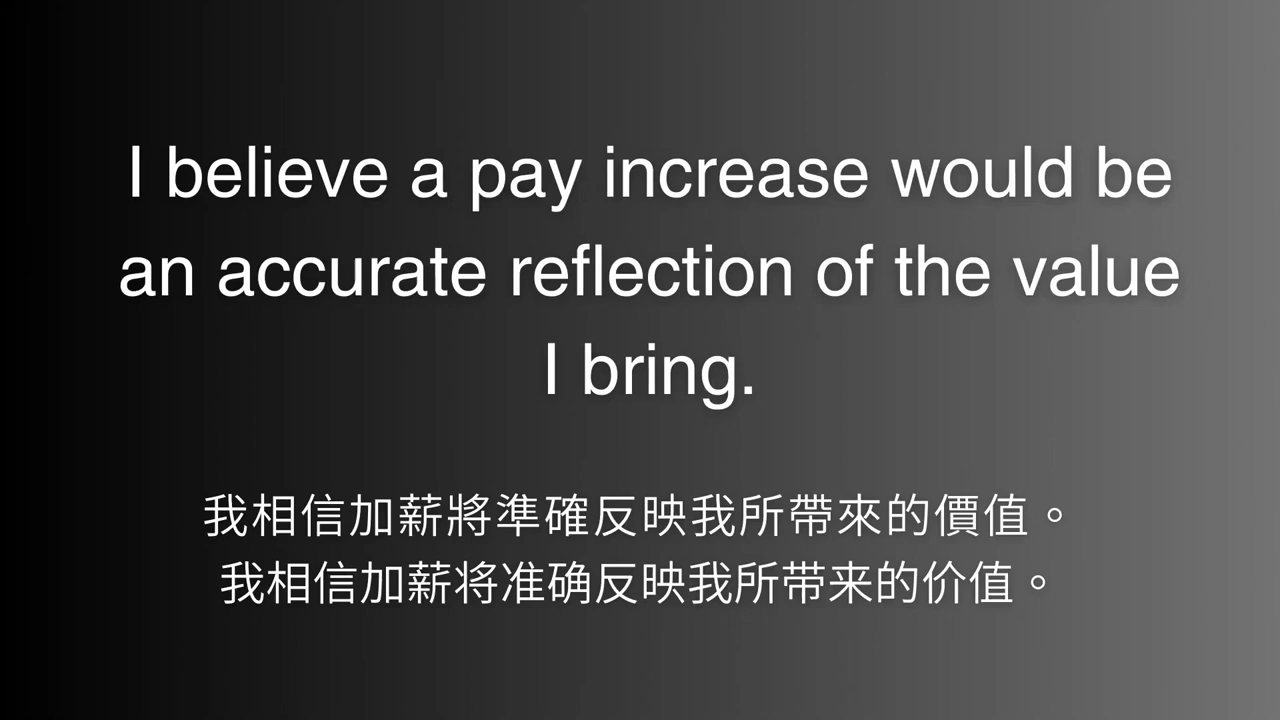 I believe a pay increase would be
an accurate reflection of the value
I bring.
我相信加薪將準確反映我所帶來的價值。
我相信加薪将准确反映我所带来的价值。